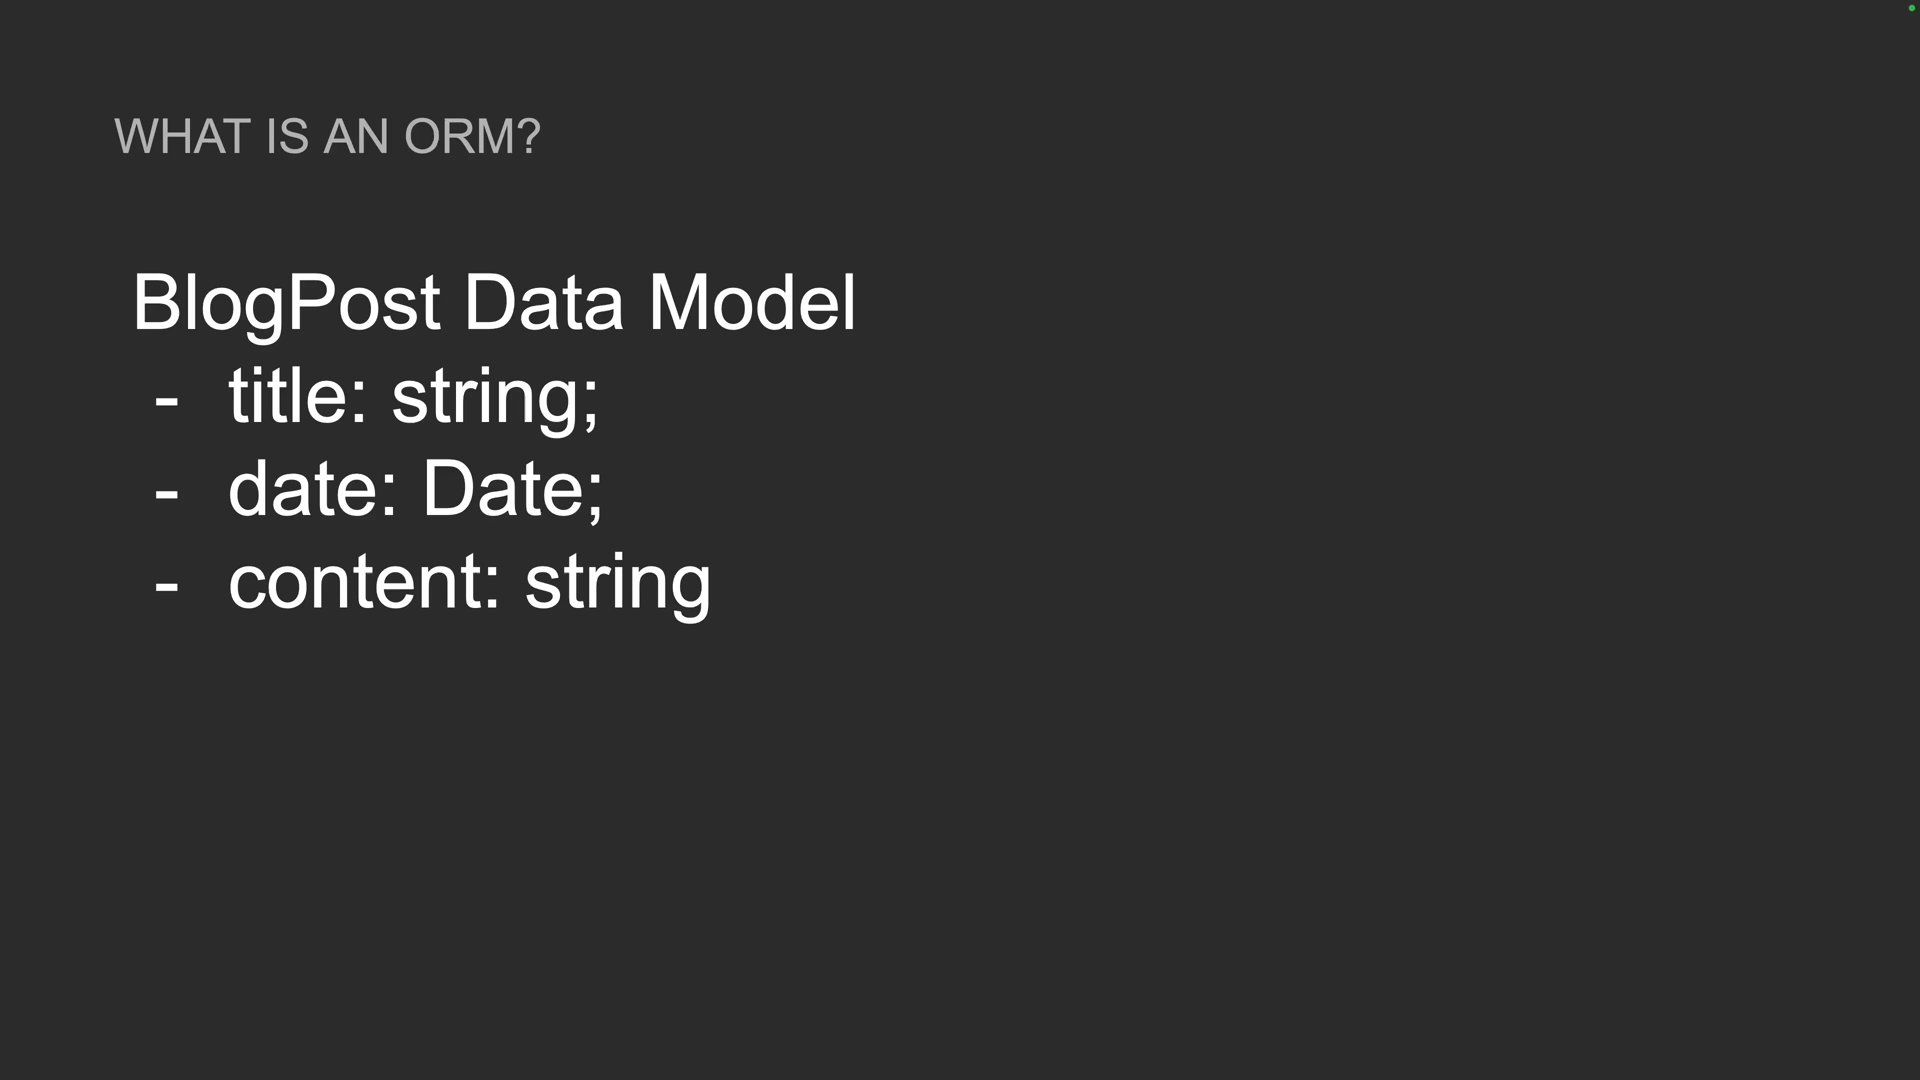 WHAT IS AN ORM?
BlogPost Data Model
- title: string;
- date: Date;
- content: string